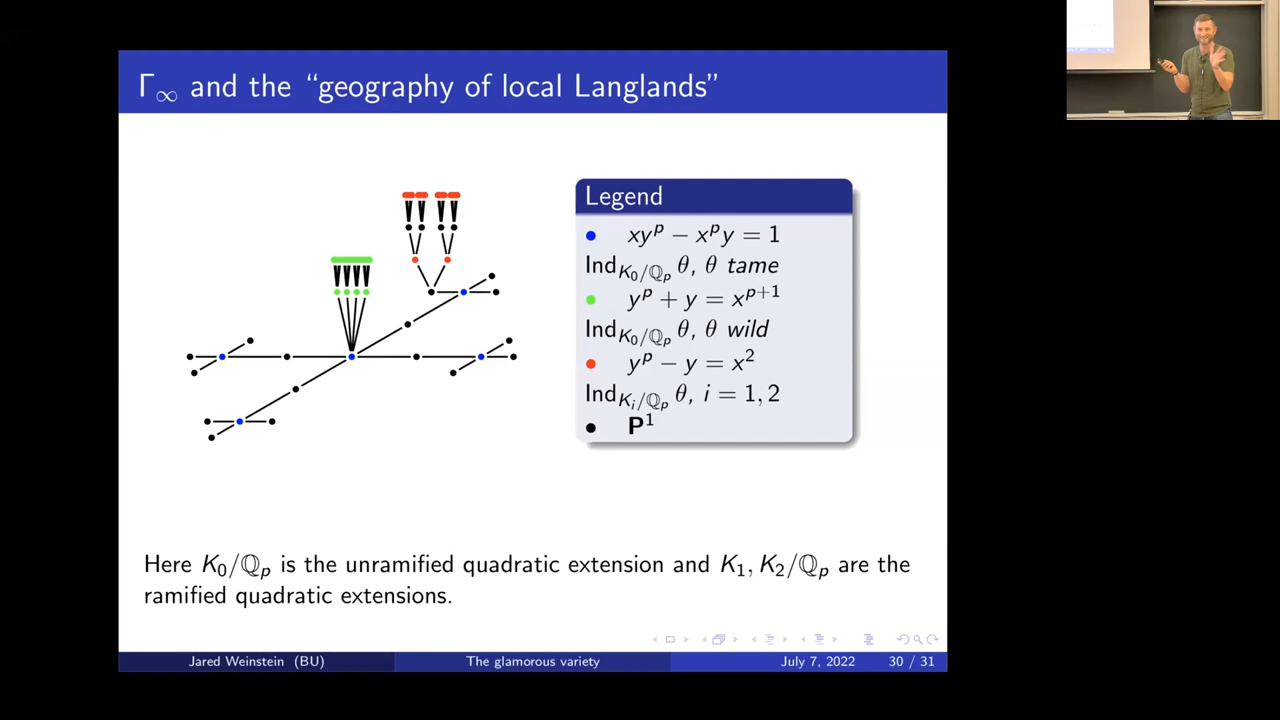 Γ∞ and the “geography of local Langlands”
Legend
xy^p − x^p y = 1
Ind_{K_0/ℚ_p} θ, θ tame
y^p + y = x^{p+1}
Ind_{K_0/ℚ_p} θ, θ wild
y^p − y = x^2
Ind_{K_i/ℚ_p} θ, i = 1, 2
P^1
Here K_0/ℚ_p is the unramified quadratic extension and K_1, K_2/ℚ_p are the
ramified quadratic extensions.
Jared Weinstein (BU) The glamorous variety July 7, 2022 30 / 31